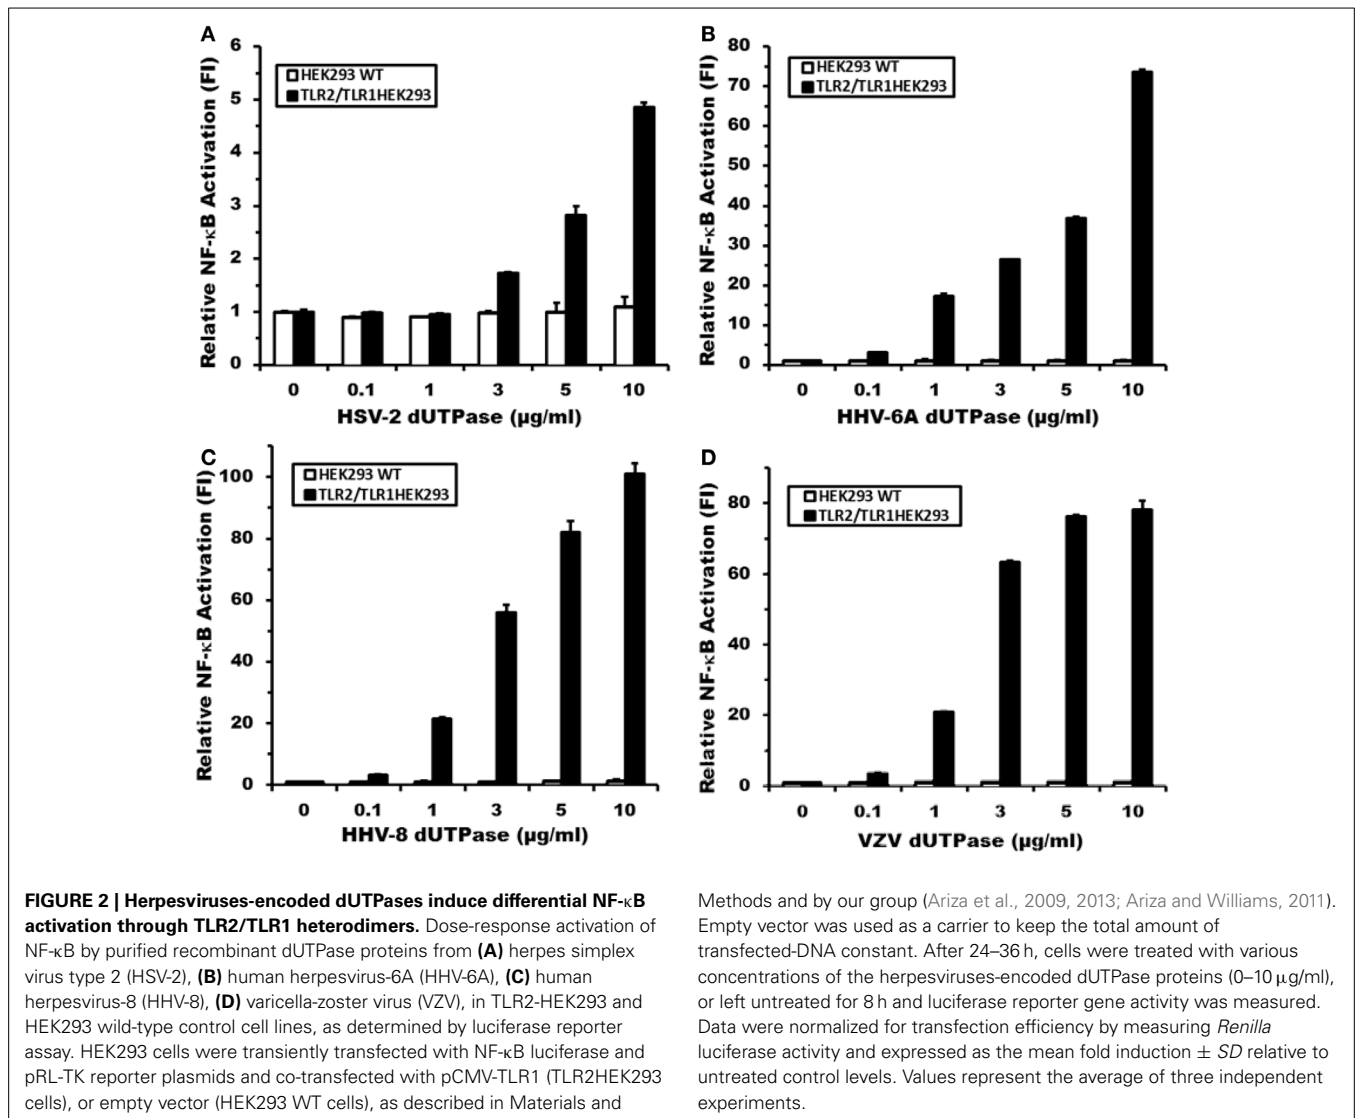 A
Relative NF-κB Activation (FI)
6
5
4
3
2
1
0
HEK293 WT
TLR2/TLR1HEK293
0 0.1 1 3 5 10
HSV-2 dUTPase (µg/ml)
B
Relative NF-κB Activation (FI)
80
70
60
50
40
30
20
10
0
HEK293 WT
TLR2/TLR1HEK293
0 0.1 1 3 5 10
HHV-6A dUTPase (µg/ml)
C
Relative NF-κB Activation (FI)
100
80
60
40
20
0
HEK293 WT
TLR2/TLR1HEK293
0 0.1 1 3 5 10
HHV-8 dUTPase (µg/ml)
D
Relative NF-κB Activation (FI)
80
60
40
20
0
HEK293 WT
TLR2/TLR1HEK293
0 0.1 1 3 5 10
VZV dUTPase (µg/ml)
FIGURE 2 | Herpesviruses-encoded dUTPases induce differential NF-κB
activation through TLR2/TLR1 heterodimers. Dose-response activation of
NF-κB by purified recombinant dUTPase proteins from (A) herpes simplex
virus type 2 (HSV-2), (B) human herpesvirus-6A (HHV-6A), (C) human
herpesvirus-8 (HHV-8), (D) varicella-zoster virus (VZV), in TLR2-HEK293 and
HEK293 wild-type control cell lines, as determined by luciferase reporter
assay. HEK293 cells were transiently transfected with NF-κB luciferase and
pRL-TK reporter plasmids and co-transfected with pCMV-TLR1 (TLR2HEK293
cells), or empty vector (HEK293 WT cells), as described in Materials and
Methods and by our group (Ariza et al., 2009, 2013; Ariza and Williams, 2011).
Empty vector was used as a carrier to keep the total amount of
transfected-DNA constant. After 24–36 h, cells were treated with various
concentrations of the herpesviruses-encoded dUTPase proteins (0–10 µg/ml),
or left untreated for 8 h and luciferase reporter gene activity was measured.
Data were normalized for transfection efficiency by measuring Renilla
luciferase activity and expressed as the mean fold induction ± SD relative to
untreated control levels. Values represent the average of three independent
experiments.